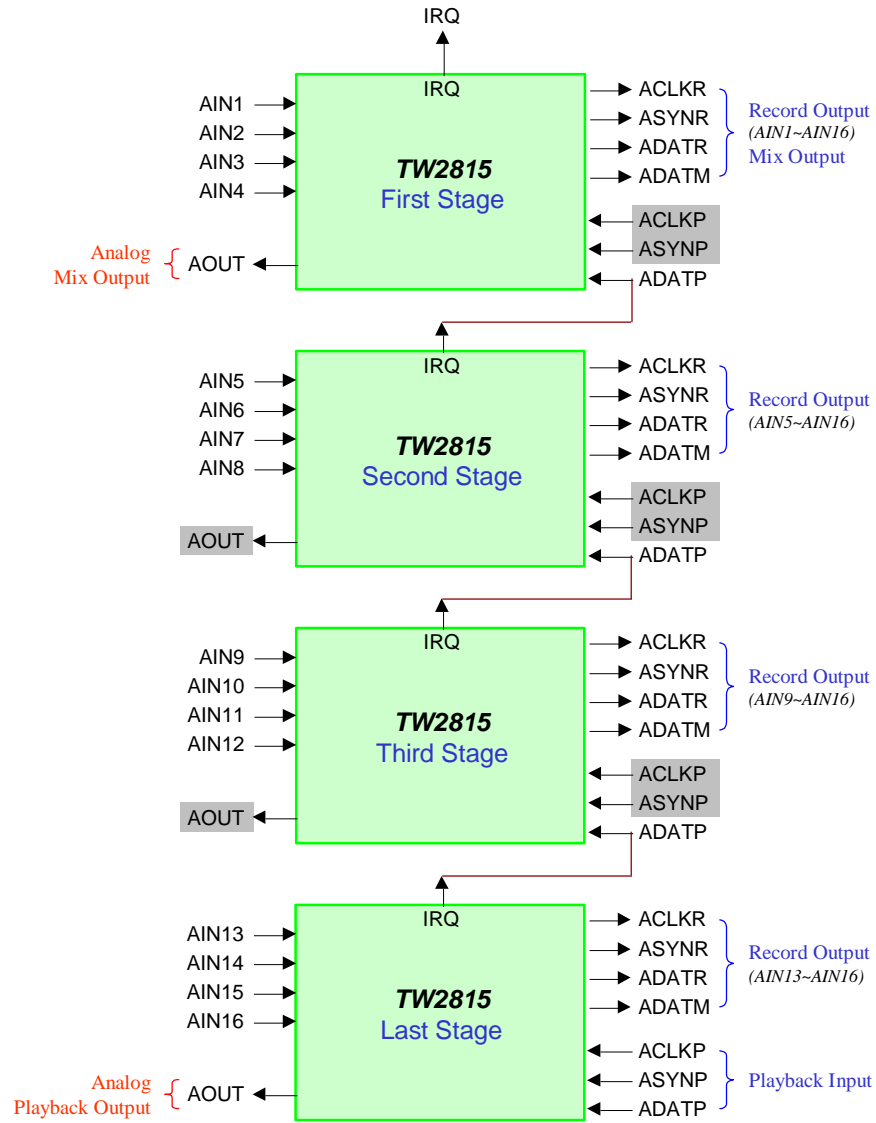 IRQ
IRQ
AIN1
AIN2
AIN3
AIN4
TW2815
First Stage
ACLKR
ASYNR
ADATR
ADATM
Record Output
(AIN1~AIN16)
Mix Output
ACLKP
ASYNP
ADATP
Analog
Mix Output
AOUT
IRQ
AIN5
AIN6
AIN7
AIN8
TW2815
Second Stage
ACLKR
ASYNR
ADATR
ADATM
Record Output
(AIN5~AIN16)
ACLKP
ASYNP
ADATP
AOUT
IRQ
AIN9
AIN10
AIN11
AIN12
TW2815
Third Stage
ACLKR
ASYNR
ADATR
ADATM
Record Output
(AIN9~AIN16)
ACLKP
ASYNP
ADATP
AOUT
IRQ
AIN13
AIN14
AIN15
AIN16
TW2815
Last Stage
ACLKR
ASYNR
ADATR
ADATM
Record Output
(AIN13~AIN16)
ACLKP
ASYNP
ADATP
Playback Input
Analog
Playback Output
AOUT